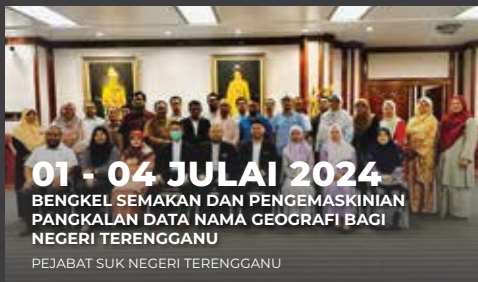 01 - 04 JULAI 2024
BENGKEL SEMAKAN DAN PENGEMASKINIAN
PANGKALAN DATA NAMA GEOGRAFI BAGI
NEGERI TERENGGANU
PEJABAT SUK NEGERI TERENGGANU